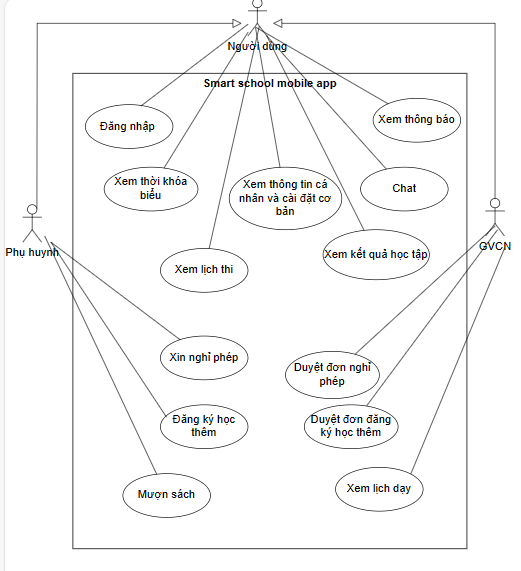 Người dùng
Smart school mobile app
Đăng nhập
Xem thông báo
Xem thời khóa
biểu
Xem thông tin cá
nhân và cài đặt cơ
bản
Chat
Phụ huynh
GVCN
Xem lịch thi
Xem kết quả học tập
Xin nghỉ phép
Duyệt đơn nghỉ
phép
Đăng ký học
thêm
Duyệt đơn đăng
ký học thêm
Mượn sách
Xem lịch dạy